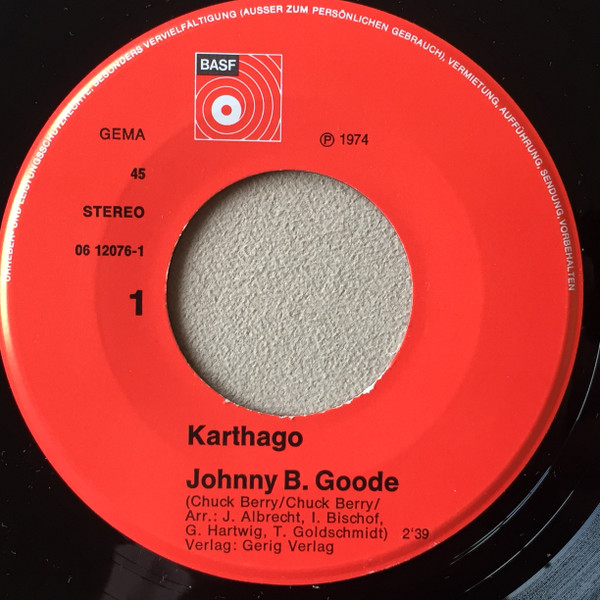 URHEBER- UND LEISTUNGSSCHUTZRECHTE, BESONDERS VERVIELFÄLTIGUNG (AUSSER ZUM PERSÖNLICHEN GEBRAUCH), VERMIETUNG, AUFFÜHRUNG, SENDUNG, VORBEHALTEN
BASF
GEMA
℗ 1974
45
STEREO
06 12076-1
1
Karthago
Johnny B. Goode
(Chuck Berry/Chuck Berry/
Arr.: J. Albrecht, I. Bischof,
G. Hartwig, T. Goldschmidt) 2'39
Verlag: Gerig Verlag